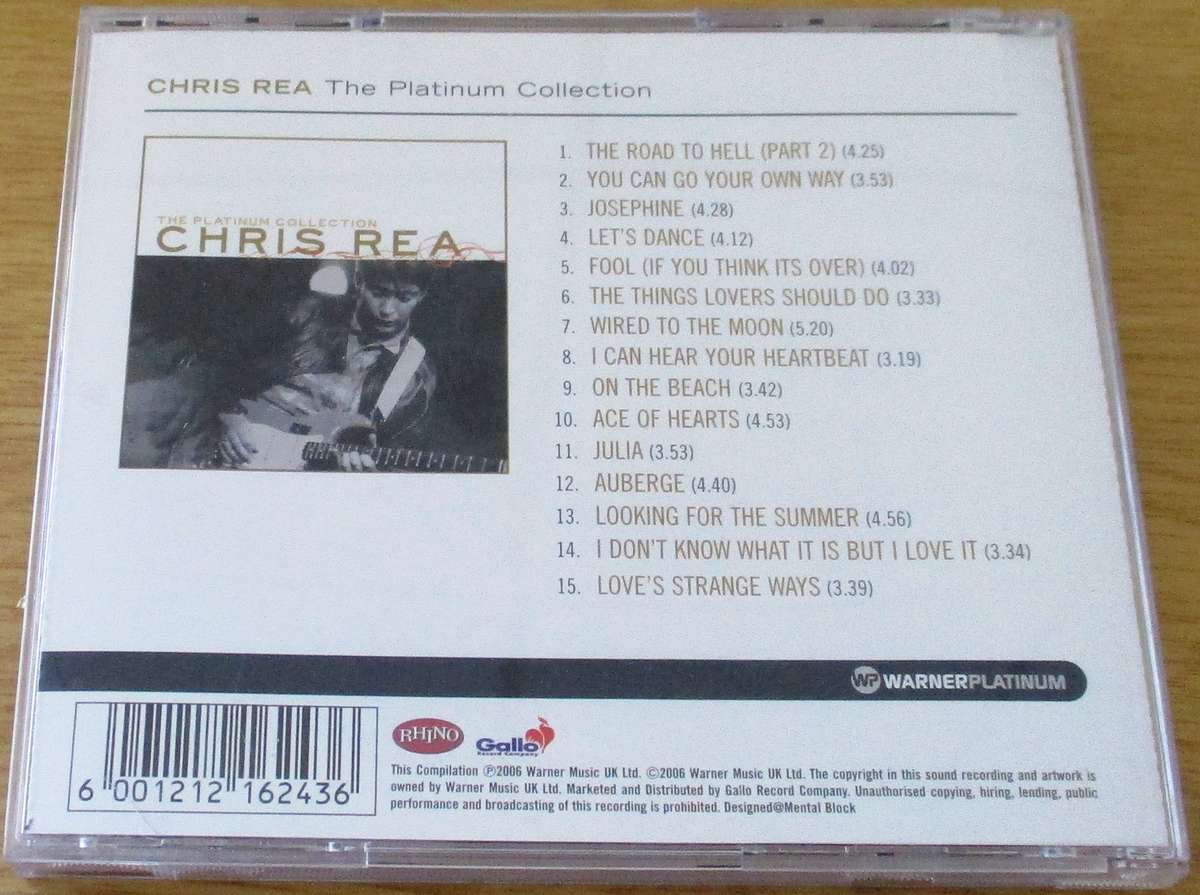 CHRIS REA The Platinum Collection
THE PLATINUM COLLECTION
CHRIS REA
1. THE ROAD TO HELL (PART 2) (4.25)
2. YOU CAN GO YOUR OWN WAY (3.53)
3. JOSEPHINE (4.28)
4. LET'S DANCE (4.12)
5. FOOL (IF YOU THINK ITS OVER) (4.02)
6. THE THINGS LOVERS SHOULD DO (3.33)
7. WIRED TO THE MOON (5.20)
8. I CAN HEAR YOUR HEARTBEAT (3.19)
9. ON THE BEACH (3.42)
10. ACE OF HEARTS (4.53)
11. JULIA (3.53)
12. AUBERGE (4.40)
13. LOOKING FOR THE SUMMER (4.56)
14. I DON'T KNOW WHAT IT IS BUT I LOVE IT (3.34)
15. LOVE'S STRANGE WAYS (3.39)
WP WARNERPLATINUM
6 001212 162436
RHINO
Gallo
Record Company
This Compilation ℗2006 Warner Music UK Ltd. ©2006 Warner Music UK Ltd. The copyright in this sound recording and artwork is
owned by Warner Music UK Ltd. Marketed and Distributed by Gallo Record Company. Unauthorised copying, hiring, lending, public
performance and broadcasting of this recording is prohibited. Designed@Mental Block